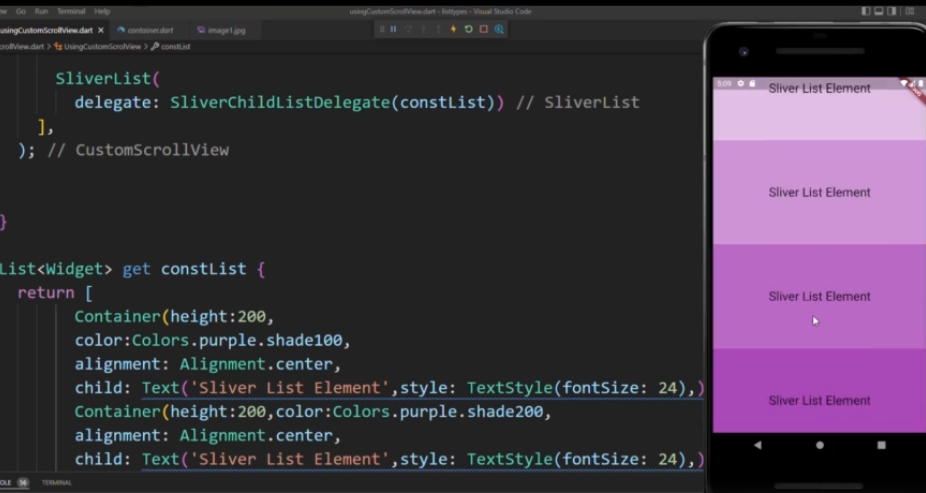 Go Run Terminal Help
usingCustomScrollView.dart - listtypes - Visual Studio Code
usingCustomScrollView.dart × container.dart image1.jpg
crollView.dart > UsingCustomScrolView > constList
SliverList(
delegate: SliverChildListDelegate(constList)) // SliverList
],
); // CustomScrollView
}
List<Widget> get constList {
return [
Container(height:200,
color:Colors.purple.shade100,
alignment: Alignment.center,
child: Text('Sliver List Element',style: TextStyle(fontSize: 24),)
Container(height:200,color:Colors.purple.shade200,
alignment: Alignment.center,
child: Text('Sliver List Element',style: TextStyle(fontSize: 24),)
OLE 56 TERMINAL
5:09
Sliver List Element
Sliver List Element
Sliver List Element
Sliver List Element